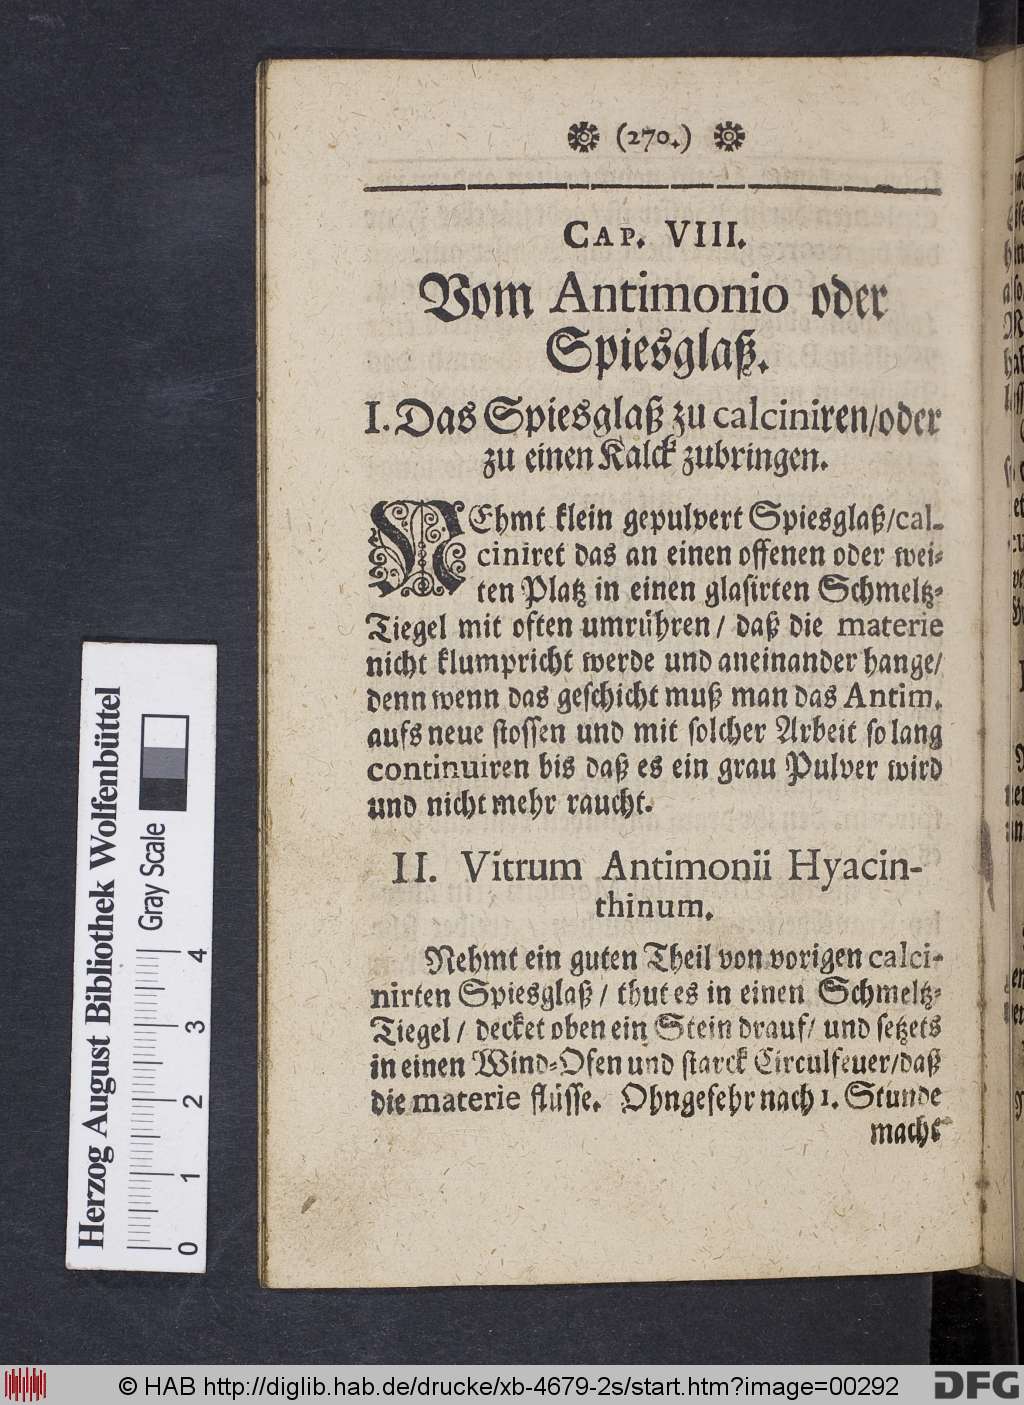 (270.)
CAP. VIII.
Vom Antimonio oder
Spiesglaß.
I. Das Spiesglaß zu calciniren/oder
zu einen Kalck zubringen.
NEhmt klein gepulvert Spiesglaß/cal-
ciniret das an einen offenen oder wei-
ten Platz in einen glasirten Schmeltz-
Tiegel mit often umrühren / daß die materie
nicht klumpricht werde und aneinander hange/
denn wenn das geschicht muß man das Antim.
aufs neue stossen und mit solcher Arbeit so lang
continuiren bis daß es ein grau Pulver wird
und nicht mehr raucht.
II. Vitrum Antimonii Hyacin-
thinum.
Nehmt ein guten Theil von vorigen calci-
nirten Spiesglaß / thut es in einen Schmeltz-
Tiegel / decket oben ein Stein drauf/ und setzets
in einen Wind-Ofen und starck Circulfeuer/daß
die materie flüsse. Ohngefehr nach 1. Stunde
macht
Herzog August Bibliothek Wolfenbüttel
Gray Scale
0 1 2 3 4
© HAB http://diglib.hab.de/drucke/xb-4679-2s/start.htm?image=00292
DFG